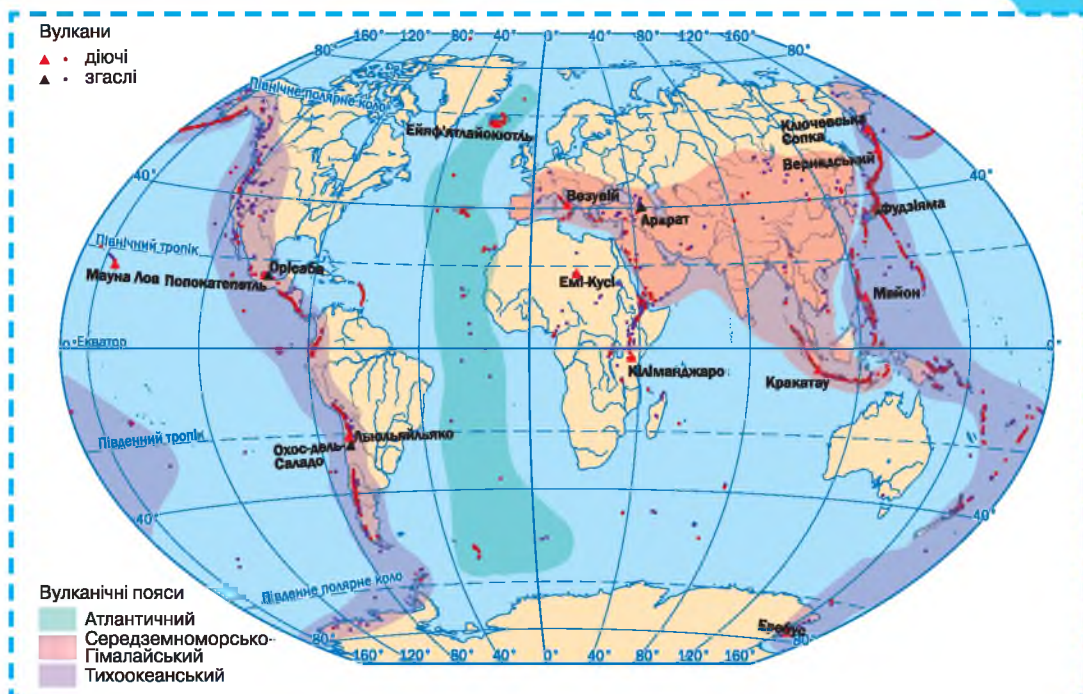 Вулкани
діючі
згаслі
160° 120° 80° 40° 0° 40° 80° 120° 160°
80°
80°
Північне полярне коло
Ейяф'ятлайокютль
Ключевська
Сопка
Вернадський
40°
40°
Везувій
Арарат
Фудзіяма
Північний тропік
Орісаба
Мауна Лоа Попокатепетль
Емі-Кусі
Майон
0° Екватор
0°
Кіліманджаро
Кракатау
Південний тропік
Льюльяйльяко
Охос-дель-
Саладо
40°
40°
Південне полярне коло
Еребус
80°
80°
160° 120° 80° 40° 0° 40° 80° 120° 160°
Вулканічні пояси
Атлантичний
Середземноморсько-
Гімалайський
Тихоокеанський